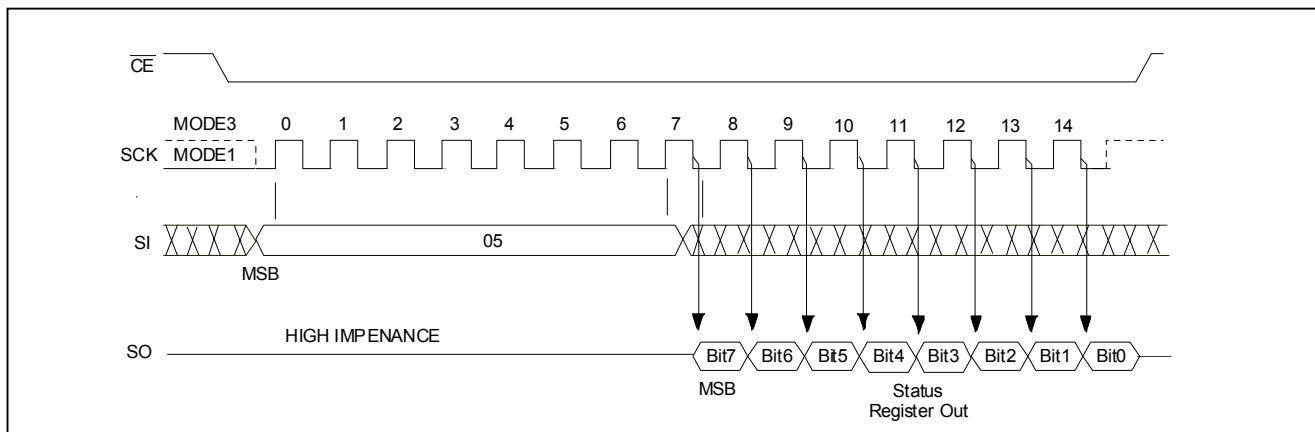 CE
MODE3 0 1 2 3 4 5 6 7 8 9 10 11 12 13 14
SCK MODE1
SI 05
MSB
HIGH IMPENANCE
SO Bit7 Bit6 Bit5 Bit4 Bit3 Bit2 Bit1 Bit0
MSB Status
Register Out